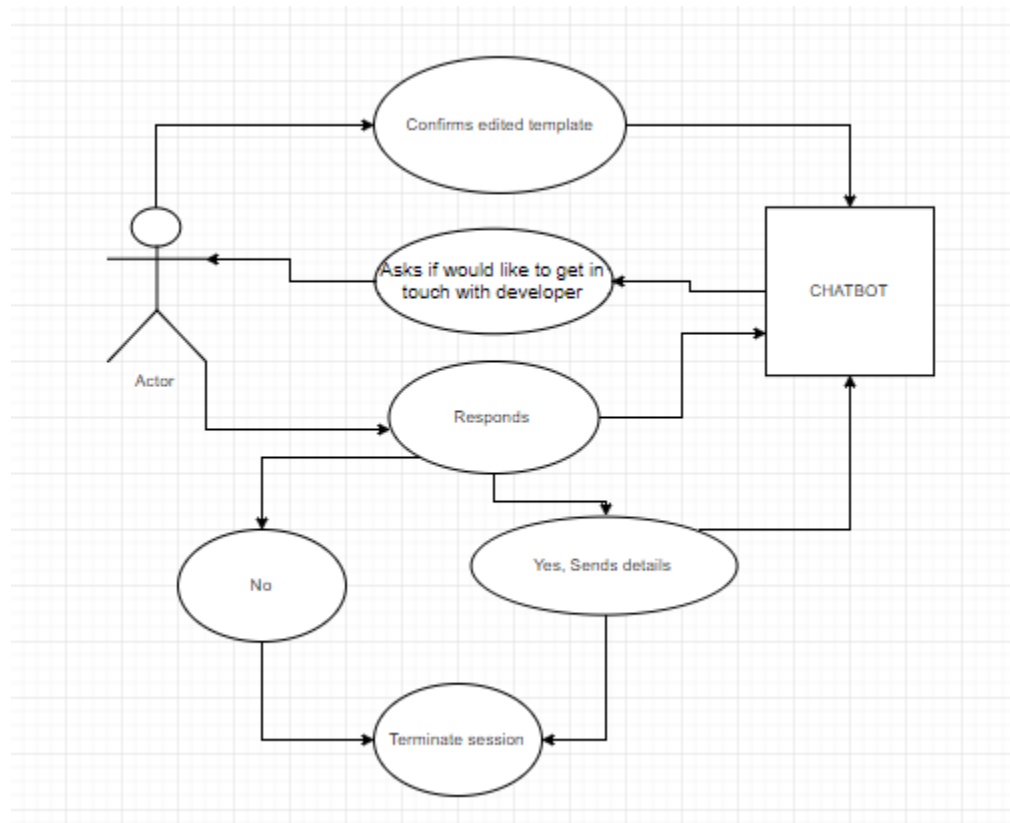 Confirms edited template
Asks if would like to get in
touch with developer
CHATBOT
Actor
Responds
No
Yes, Sends details
Terminate session